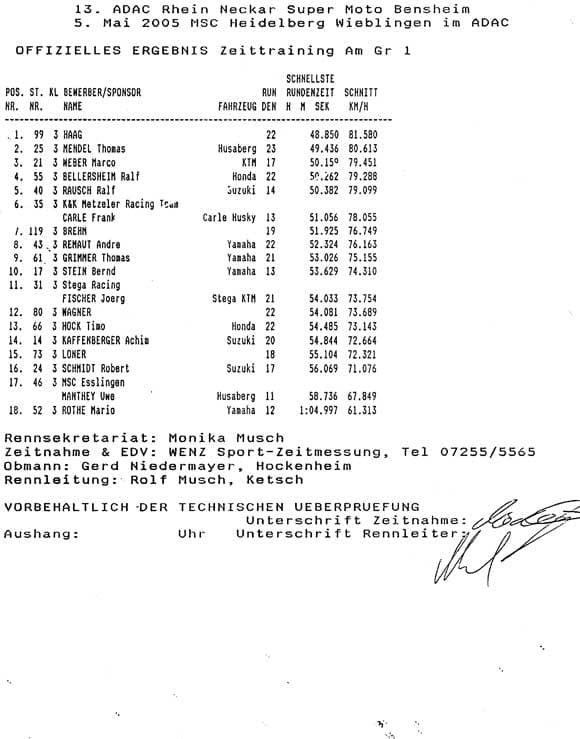 13. ADAC Rhein Neckar Super Moto Bensheim
5. Mai 2005 MSC Heidelberg Wieblingen im ADAC
OFFIZIELLES ERGEBNIS Zeittraining Am Gr 1
SCHNELLSTE
POS. ST. KL BEWERBER/SPONSOR RUN RUNDENZEIT SCHNITT
NR. NR. NAME FAHRZEUG DEN H M SEK KM/H
1. 99 3 HAAG 22 48.850 81.580
2. 25 3 MENDEL Thomas Husaberg 23 49.436 80.613
3. 21 3 WEBER Marco KTM 17 79.451
4. 55 3 BELLERSHEIM Ralf Honda 22 50.262 79.288
5. 40 3 RAUSCH Ralf Suzuki 14 50.382 79.099
6. 35 3 K&K Metzeler Racing Team
CARLE Frank Carle Husky 13 51.056 78.055
7. 119 3 BREHM 19 51.925 76.749
8. 43 3 REMAUT Andre Yamaha 22 52.324 76.163
9. 61 3 GRIMMER Thomas Yamaha 21 53.026 75.155
10. 17 3 STEIN Bernd Yamaha 13 53.629 74.310
11. 31 3 Stega Racing
FISCHER Joerg Stega KTM 21 54.033 73.754
12. 80 3 WAGNER 22 54.081 73.689
13. 66 3 HOCK Timo Honda 22 54.485 73.143
14. 14 3 KAFFENBERGER Achim Suzuki 20 54.844 72.664
15. 73 3 LONER 18 55.104 72.321
16. 24 3 SCHMIDT Robert Suzuki 17 56.069 71.076
17. 46 3 MSC Esslingen
MANTHEY Uwe Husaberg 11 58.736 67.849
18. 52 3 ROTHE Mario Yamaha 12 1:04.997 61.313
Rennsekretariat: Monika Musch
Zeitnahme & EDV: WENZ Sport-Zeitmessung, Tel 07255/5565
Obmann: Gerd Niedermayer, Hockenheim
Rennleitung: Rolf Musch, Ketsch
VORBEHALTLICH DER TECHNISCHEN UEBERPRUEFUNG
Unterschrift Zeitnahme:
Aushang: Uhr Unterschrift Rennleiter: